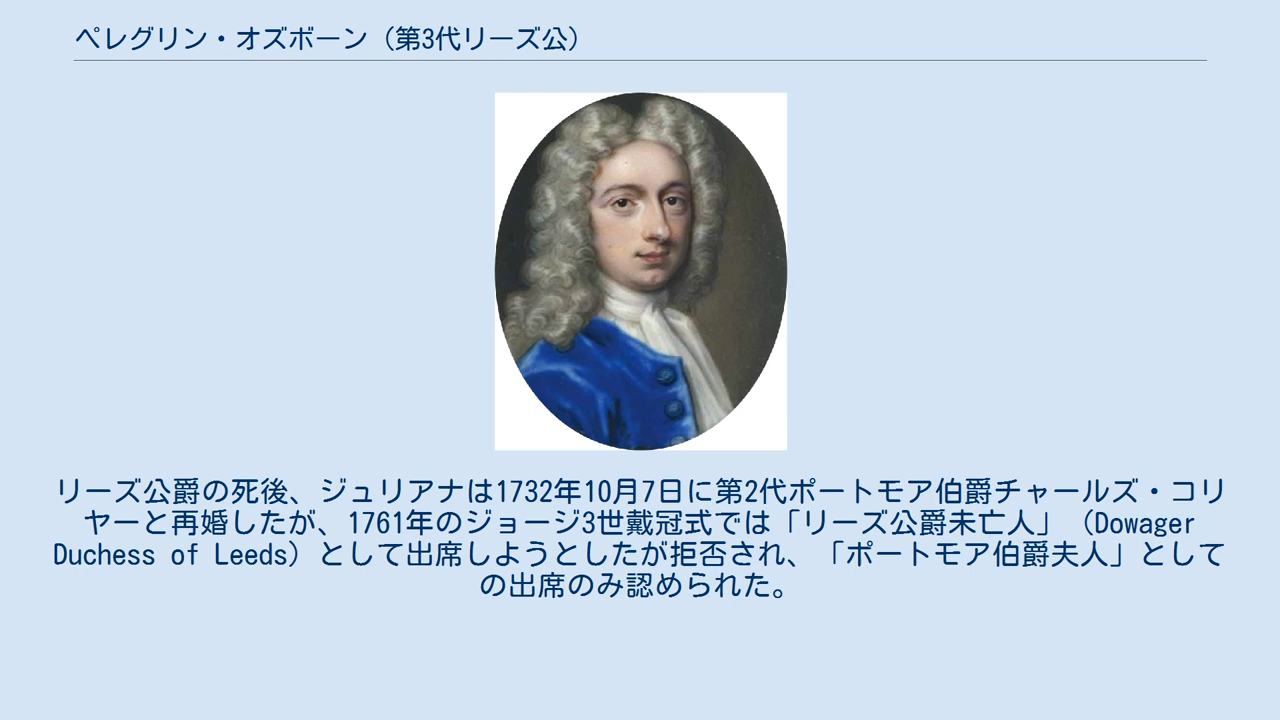 ペレグリン・オズボーン（第3代リーズ公）
リーズ公爵の死後、ジュリアナは1732年10月7日に第2代ポートモア伯爵チャールズ・コリ
ヤーと再婚したが、1761年のジョージ3世戴冠式では「リーズ公爵未亡人」（Dowager
Duchess of Leeds）として出席しようとしたが拒否され、「ポートモア伯爵夫人」として
の出席のみ認められた。